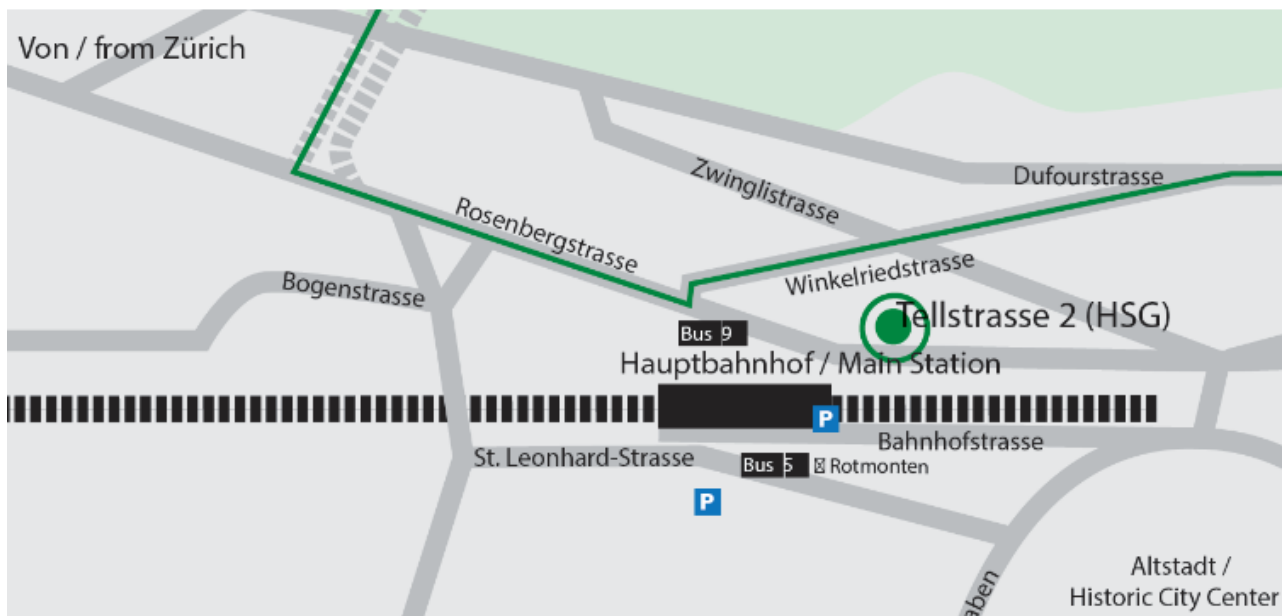 Von / from Zürich
Zwinglistrasse
Dufourstrasse
Rosenbergstrasse
Winkelriedstrasse
Bogenstrasse
Tellstrasse 2 (HSG)
Bus 9
Hauptbahnhof / Main Station
P
Bahnhofstrasse
St. Leonhard-Strasse
Bus 5 Rotmonten
P
Altstadt /
Historic City Center